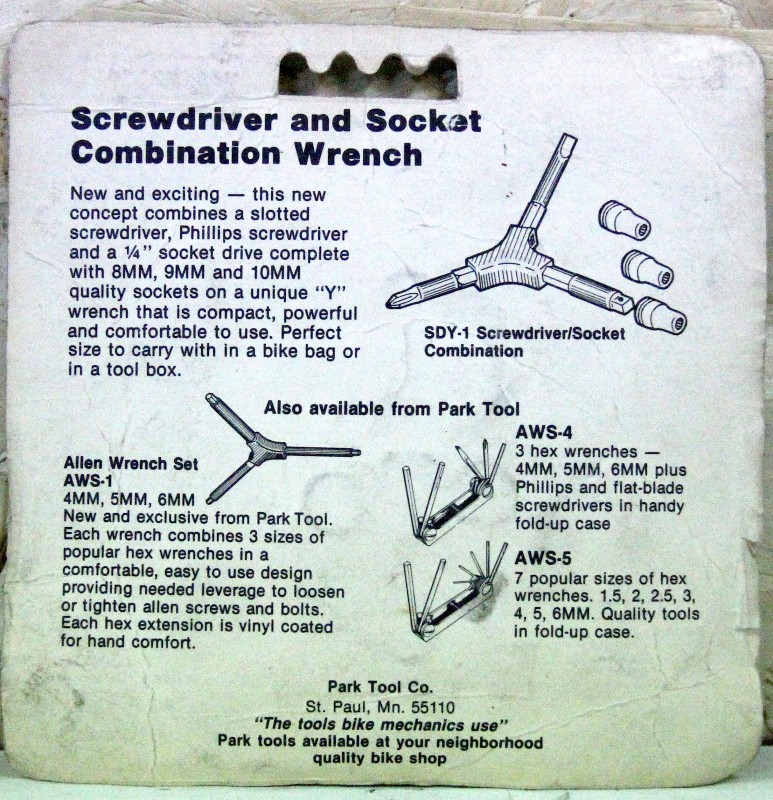 Screwdriver and Socket
Combination Wrench
New and exciting — this new
concept combines a slotted
screwdriver, Phillips screwdriver
and a ¼" socket drive complete
with 8MM, 9MM and 10MM
quality sockets on a unique "Y"
wrench that is compact, powerful
and comfortable to use. Perfect
size to carry with in a bike bag or
in a tool box.
SDY-1 Screwdriver/Socket
Combination
Also available from Park Tool
Allen Wrench Set
AWS-1
4MM, 5MM, 6MM
New and exclusive from Park Tool.
Each wrench combines 3 sizes of
popular hex wrenches in a
comfortable, easy to use design
providing needed leverage to loosen
or tighten allen screws and bolts.
Each hex extension is vinyl coated
for hand comfort.
AWS-4
3 hex wrenches —
4MM, 5MM, 6MM plus
Phillips and flat-blade
screwdrivers in handy
fold-up case
AWS-5
7 popular sizes of hex
wrenches. 1.5, 2, 2.5, 3,
4, 5, 6MM. Quality tools
in fold-up case.
Park Tool Co.
St. Paul, Mn. 55110
"The tools bike mechanics use"
Park tools available at your neighborhood
quality bike shop